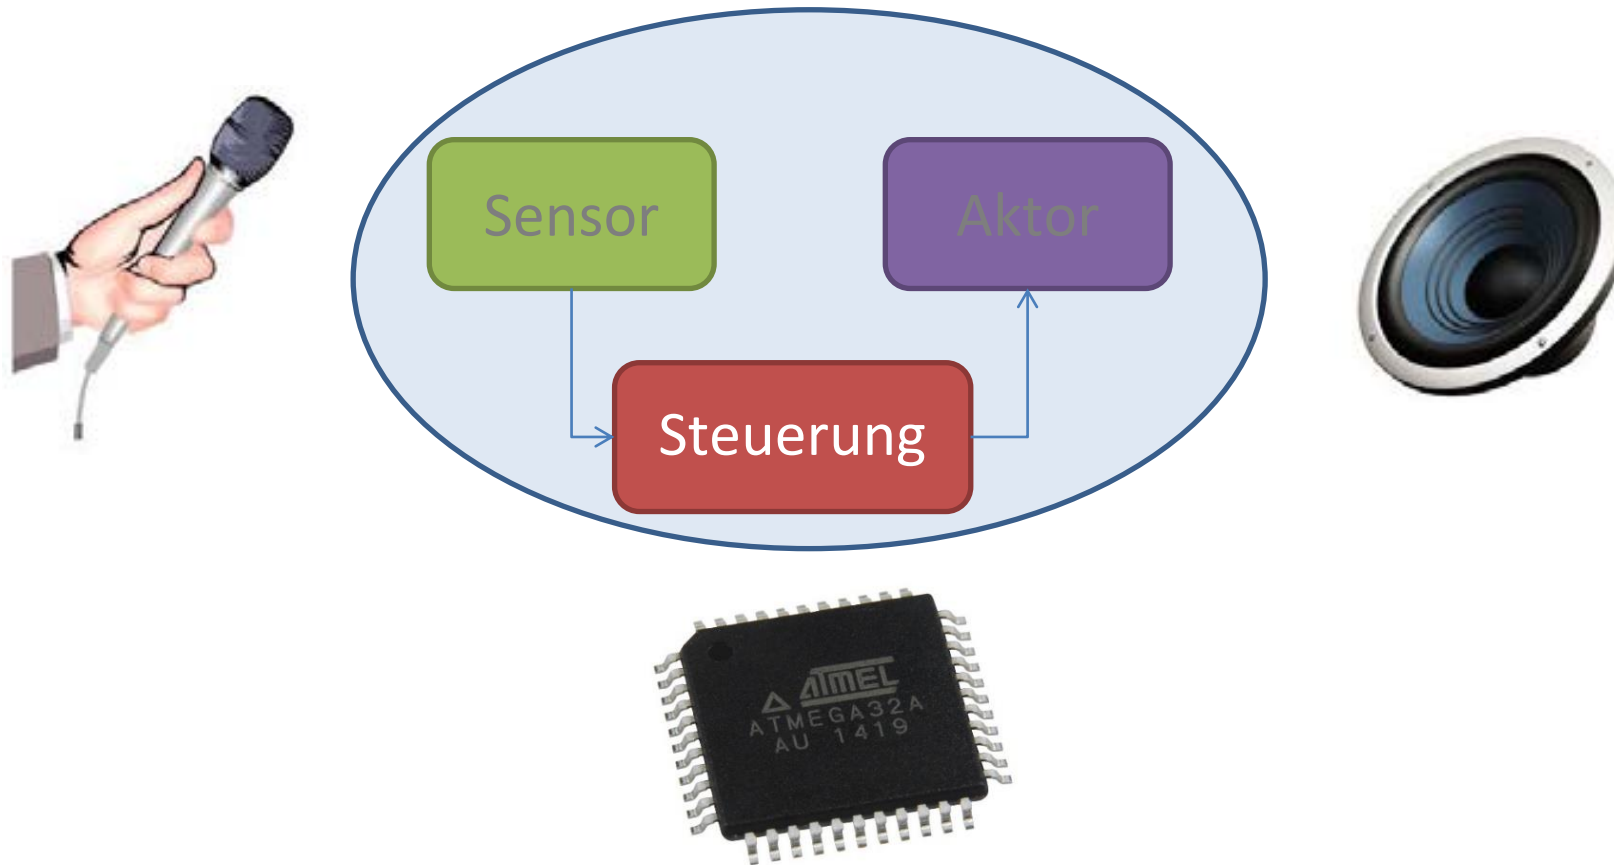 Sensor
Aktor
Steuerung
ATMEL
ATMEGA32A
AU 1419